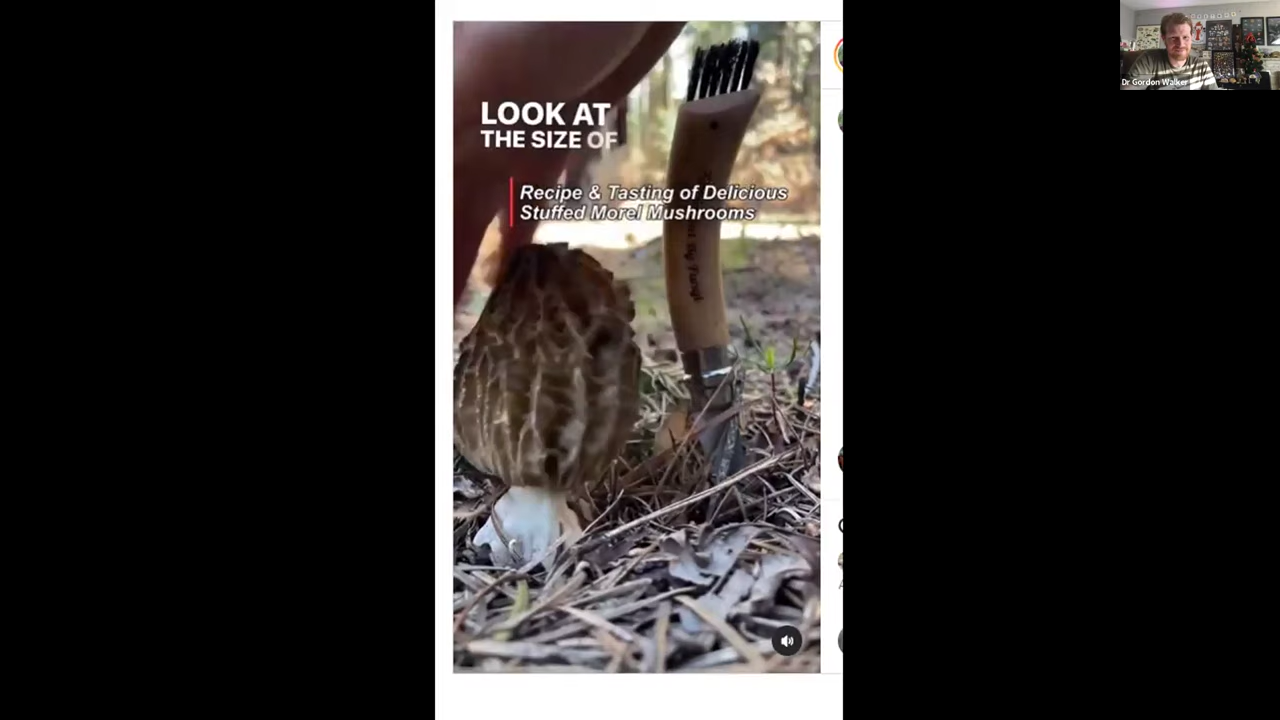 LOOK AT
THE SIZE OF
Recipe & Tasting of Delicious
Stuffed Morel Mushrooms
Dr Gordon Walker